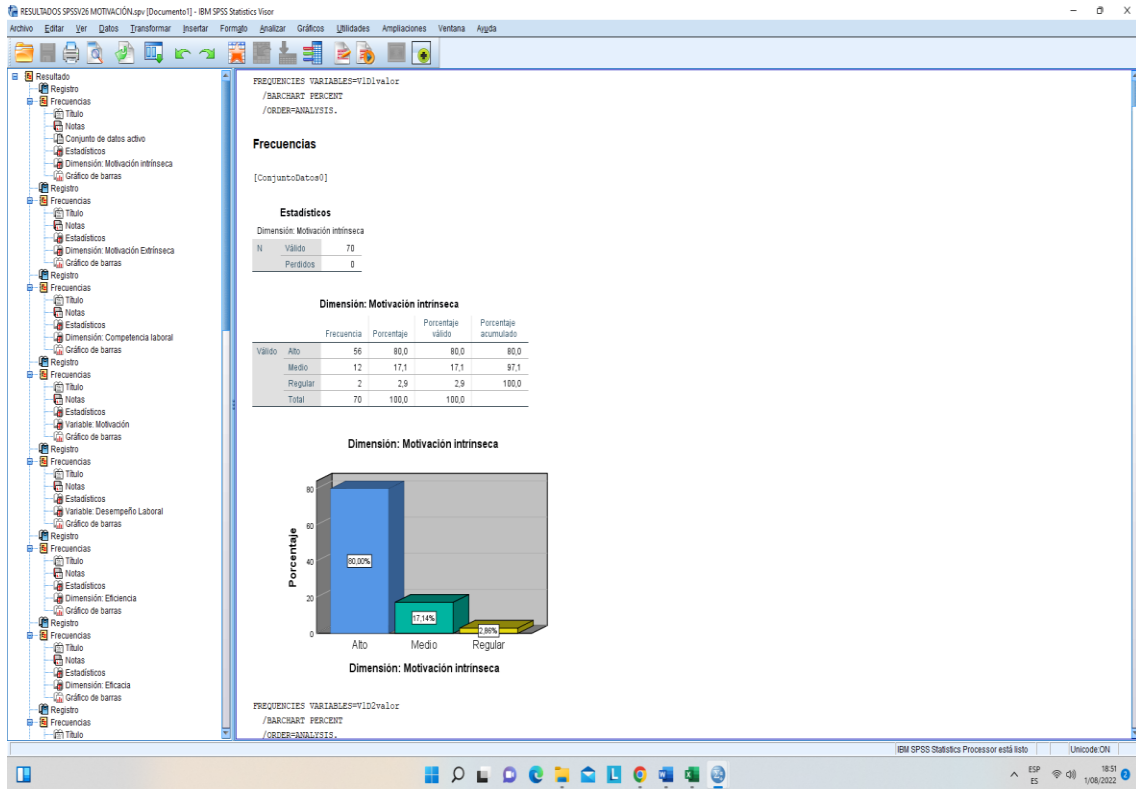 RESULTADOS SPSSV26 MOTIVACIÓN.spv [Documento1] - IBM SPSS Statistics Visor
Archivo Editar Ver Datos Transformar Insertar Formato Analizar Gráficos Utilidades Ampliaciones Ventana Ayuda
Resultado
Registro
Frecuencias
Título
Notas
Conjunto de datos activo
Estadísticos
Dimensión: Motivación intrínseca
Gráfico de barras
Registro
Frecuencias
Título
Notas
Estadísticos
Dimensión: Motivación Extrínseca
Gráfico de barras
Registro
Frecuencias
Título
Notas
Estadísticos
Dimensión: Competencia laboral
Gráfico de barras
Registro
Frecuencias
Título
Notas
Estadísticos
Variable: Motivación
Gráfico de barras
Registro
Frecuencias
Título
Notas
Estadísticos
Variable: Desempeño Laboral
Gráfico de barras
Registro
Frecuencias
Título
Notas
Estadísticos
Dimensión: Eficiencia
Gráfico de barras
Registro
Frecuencias
Título
Notas
Estadísticos
Dimensión: Eficacia
Gráfico de barras
Registro
Frecuencias
Título
FREQUENCIES VARIABLES=V1D1valor
/BARCHART PERCENT
/ORDER=ANALYSIS.
Frecuencias
[ConjuntoDatos0]
Estadísticos
Dimensión: Motivación intrínseca
N Válido 70
Perdidos 0
Dimensión: Motivación intrínseca
Frecuencia Porcentaje Porcentaje válido Porcentaje acumulado
Válido Alto 56 80,0 80,0 80,0
Medio 12 17,1 17,1 97,1
Regular 2 2,9 2,9 100,0
Total 70 100,0 100,0
Dimensión: Motivación intrínseca
Porcentaje
80
60
40
20
0
80,00%
17,14%
2,86%
Alto Medio Regular
Dimensión: Motivación intrínseca
FREQUENCIES VARIABLES=V1D2valor
/BARCHART PERCENT
/ORDER=ANALYSIS.
IBM SPSS Statistics Processor está listo Unicode:ON
ESP
ES
18:51
1/08/2022
2